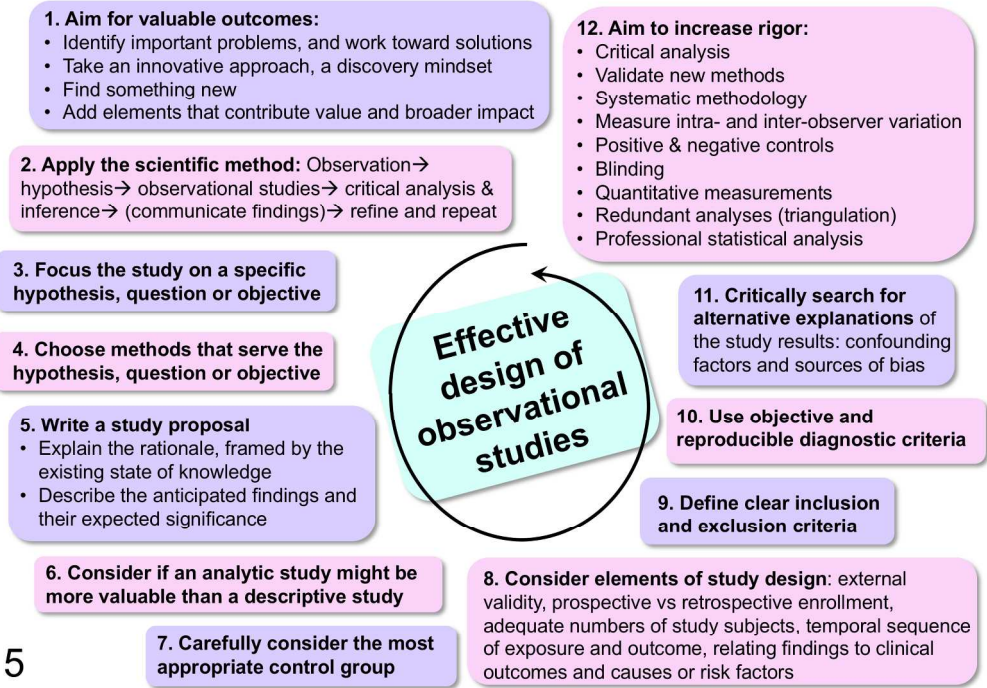 1. Aim for valuable outcomes:
• Identify important problems, and work toward solutions
• Take an innovative approach, a discovery mindset
• Find something new
• Add elements that contribute value and broader impact
2. Apply the scientific method: Observation→
hypothesis→ observational studies→ critical analysis &
inference→ (communicate findings)→ refine and repeat
3. Focus the study on a specific
hypothesis, question or objective
4. Choose methods that serve the
hypothesis, question or objective
5. Write a study proposal
• Explain the rationale, framed by the
existing state of knowledge
• Describe the anticipated findings and
their expected significance
6. Consider if an analytic study might be
more valuable than a descriptive study
7. Carefully consider the most
appropriate control group
8. Consider elements of study design: external
validity, prospective vs retrospective enrollment,
adequate numbers of study subjects, temporal sequence
of exposure and outcome, relating findings to clinical
outcomes and causes or risk factors
9. Define clear inclusion
and exclusion criteria
10. Use objective and
reproducible diagnostic criteria
11. Critically search for
alternative explanations of
the study results: confounding
factors and sources of bias
12. Aim to increase rigor:
• Critical analysis
• Validate new methods
• Systematic methodology
• Measure intra- and inter-observer variation
• Positive & negative controls
• Blinding
• Quantitative measurements
• Redundant analyses (triangulation)
• Professional statistical analysis
Effective
design of
observational
studies
5